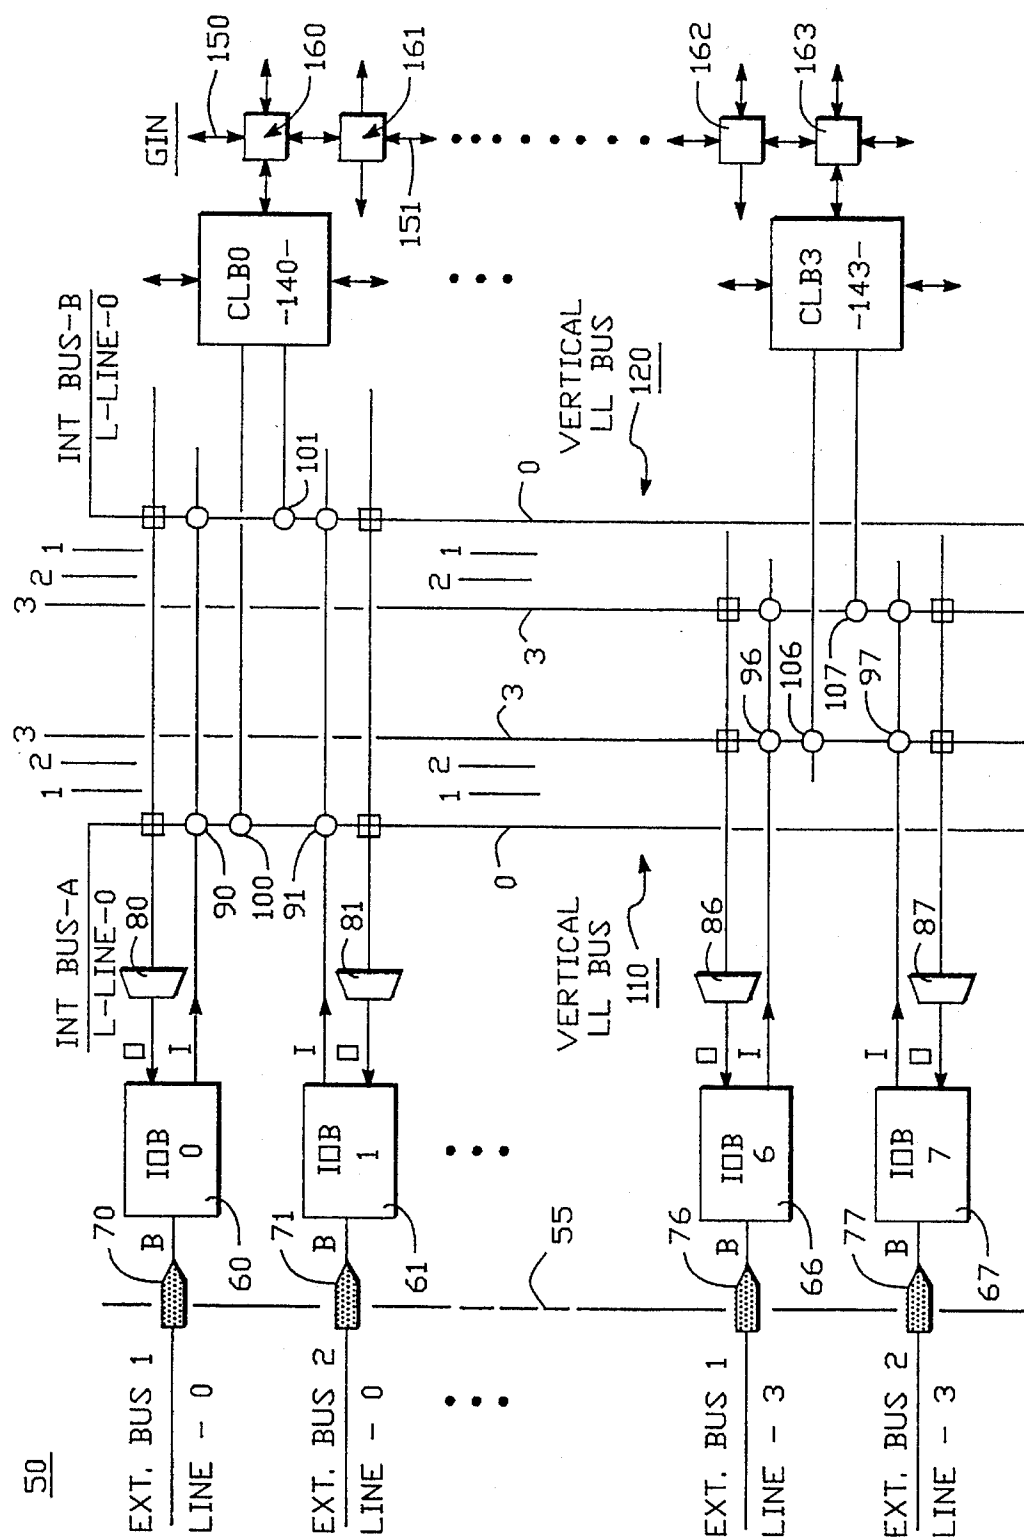 50
EXT. BUS 1
LINE - 0
70
B
60
IOB
0
O
I
80
INT BUS-A
L-LINE-0
1
2
3
90
100
3
2
1
INT BUS-B
L-LINE-0
101
CLB0
-140-
GIN
150
160
161
151
EXT. BUS 2
LINE - 0
71
B
61
IOB
1
I
O
81
91
55
0
1
2
3
3
2
1
0
VERTICAL
LL BUS
110
VERTICAL
LL BUS
120
EXT. BUS 1
LINE - 3
76
B
66
IOB
6
O
I
86
96
106
107
97
CLB3
-143-
162
163
EXT. BUS 2
LINE - 3
77
B
67
IOB
7
I
O
87